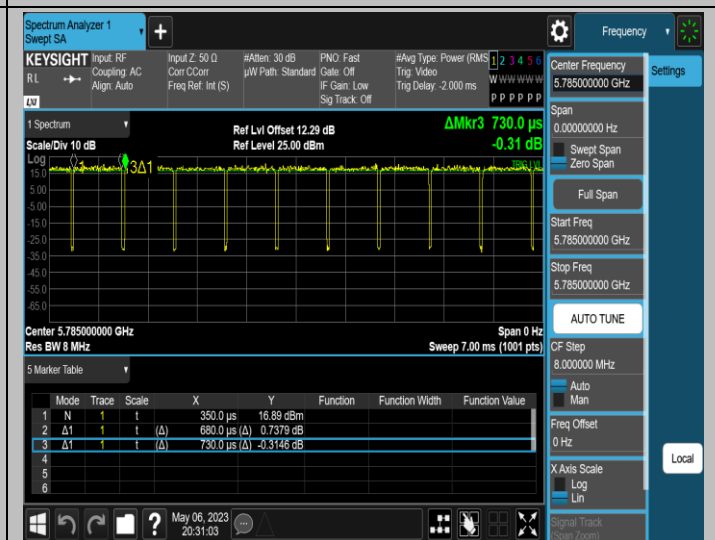 Spectrum Analyzer 1
Swept SA
+
Frequency
KEYSIGHT
Input: RF
Coupling: AC
Align: Auto
Input Z: 50 Ω
Corr CCorr
Freq Ref: Int (S)
#Atten: 30 dB
µW Path: Standard
PNO: Fast
Gate: Off
IF Gain: Low
Sig Track: Off
#Avg Type: Power (RMS
Trig: Video
Trig Delay: -2.000 ms
1 2 3 4 5 6
W W W W W W
P P P P P P
RL
LXI
Center Frequency
5.785000000 GHz
Settings
1 Spectrum
Scale/Div 10 dB
Ref Lvl Offset 12.29 dB
Ref Level 25.00 dBm
ΔMkr3 730.0 µs
-0.31 dB
Span
0.00000000 Hz
Swept Span
Zero Span
Log
3Δ1
TRIG LVL
15.0
5.00
-5.00
-15.0
-25.0
-35.0
-45.0
-55.0
-65.0
Full Span
Start Freq
5.785000000 GHz
Stop Freq
5.785000000 GHz
AUTO TUNE
Center 5.785000000 GHz
Span 0 Hz
Res BW 8 MHz
Sweep 7.00 ms (1001 pts)
CF Step
8.000000 MHz
Auto
Man
5 Marker Table
Mode Trace Scale X Y Function Function Width Function Value
1 N 1 t 350.0 µs 16.89 dBm
2 Δ1 1 t (Δ) 680.0 µs (Δ) 0.7379 dB
3 Δ1 1 t (Δ) 730.0 µs (Δ) -0.3146 dB
4
5
6
Freq Offset
0 Hz
Local
X Axis Scale
Log
Lin
Signal Track
(Span Zoom)
?
May 06, 2023
20:31:03